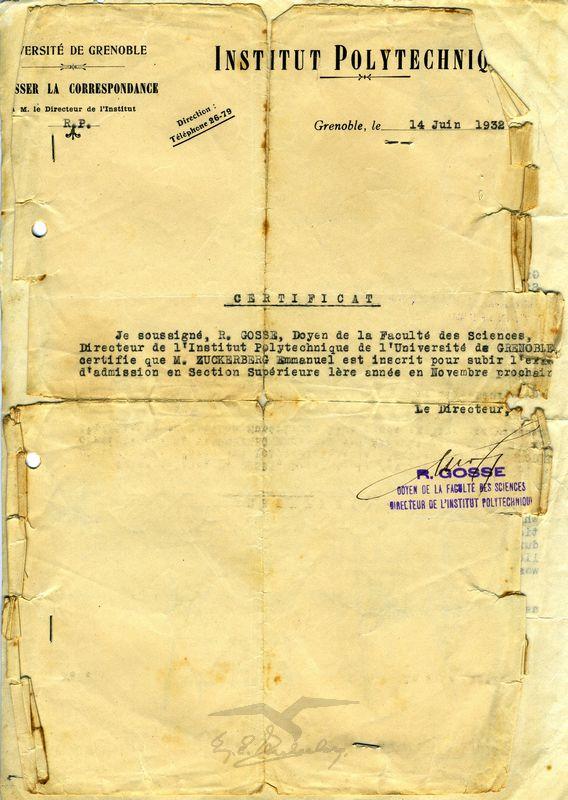 VERSITÉ DE GRENOBLE
SSER LA CORRESPONDANCE
M. le Directeur de l'Institut
R.P.
Direction :
Téléphone 26-79
INSTITUT POLYTECHNIQ
Grenoble, le 14 Juin 1932
CERTIFICAT
Je soussigné, R. GOSSE, Doyen de la Faculté des Sciences,
Directeur de l'Institut Polytechnique de l'Université de GRENOBLE,
certifie que M. ZUCKERBERG Emmanuel est inscrit pour subir l'exa
d'admission en Section Supérieure 1ère année en Novembre prochain
Le Directeur,
R. GOSSE
DOYEN DE LA FACULTÉ DES SCIENCES
DIRECTEUR DE L'INSTITUT POLYTECHNIQUE